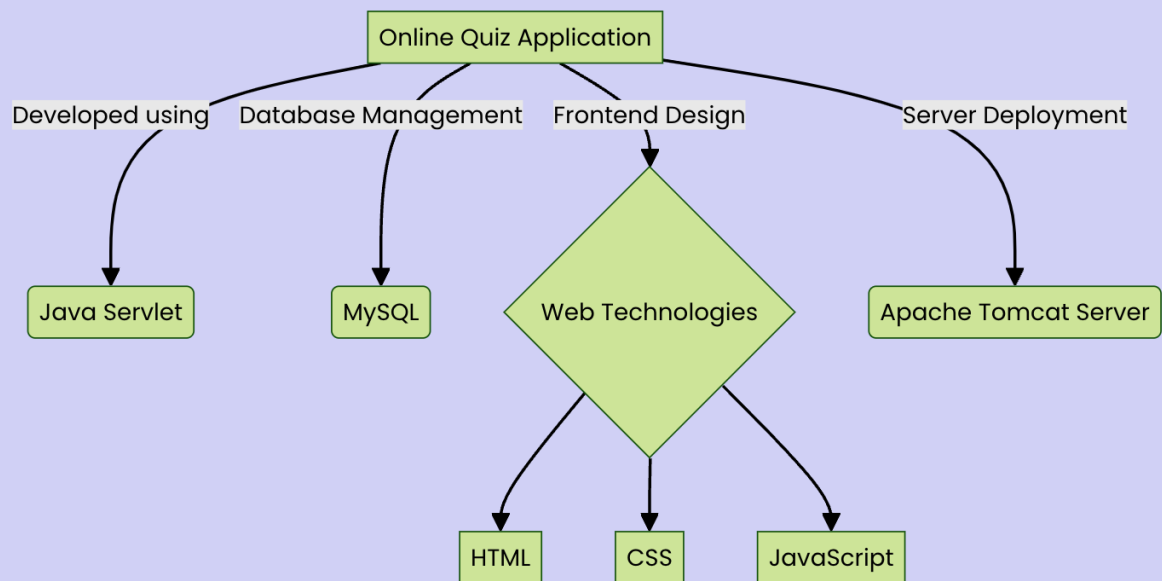 Online Quiz Application
Developed using
Database Management
Frontend Design
Server Deployment
Java Servlet
MySQL
Web Technologies
Apache Tomcat Server
HTML
CSS
JavaScript